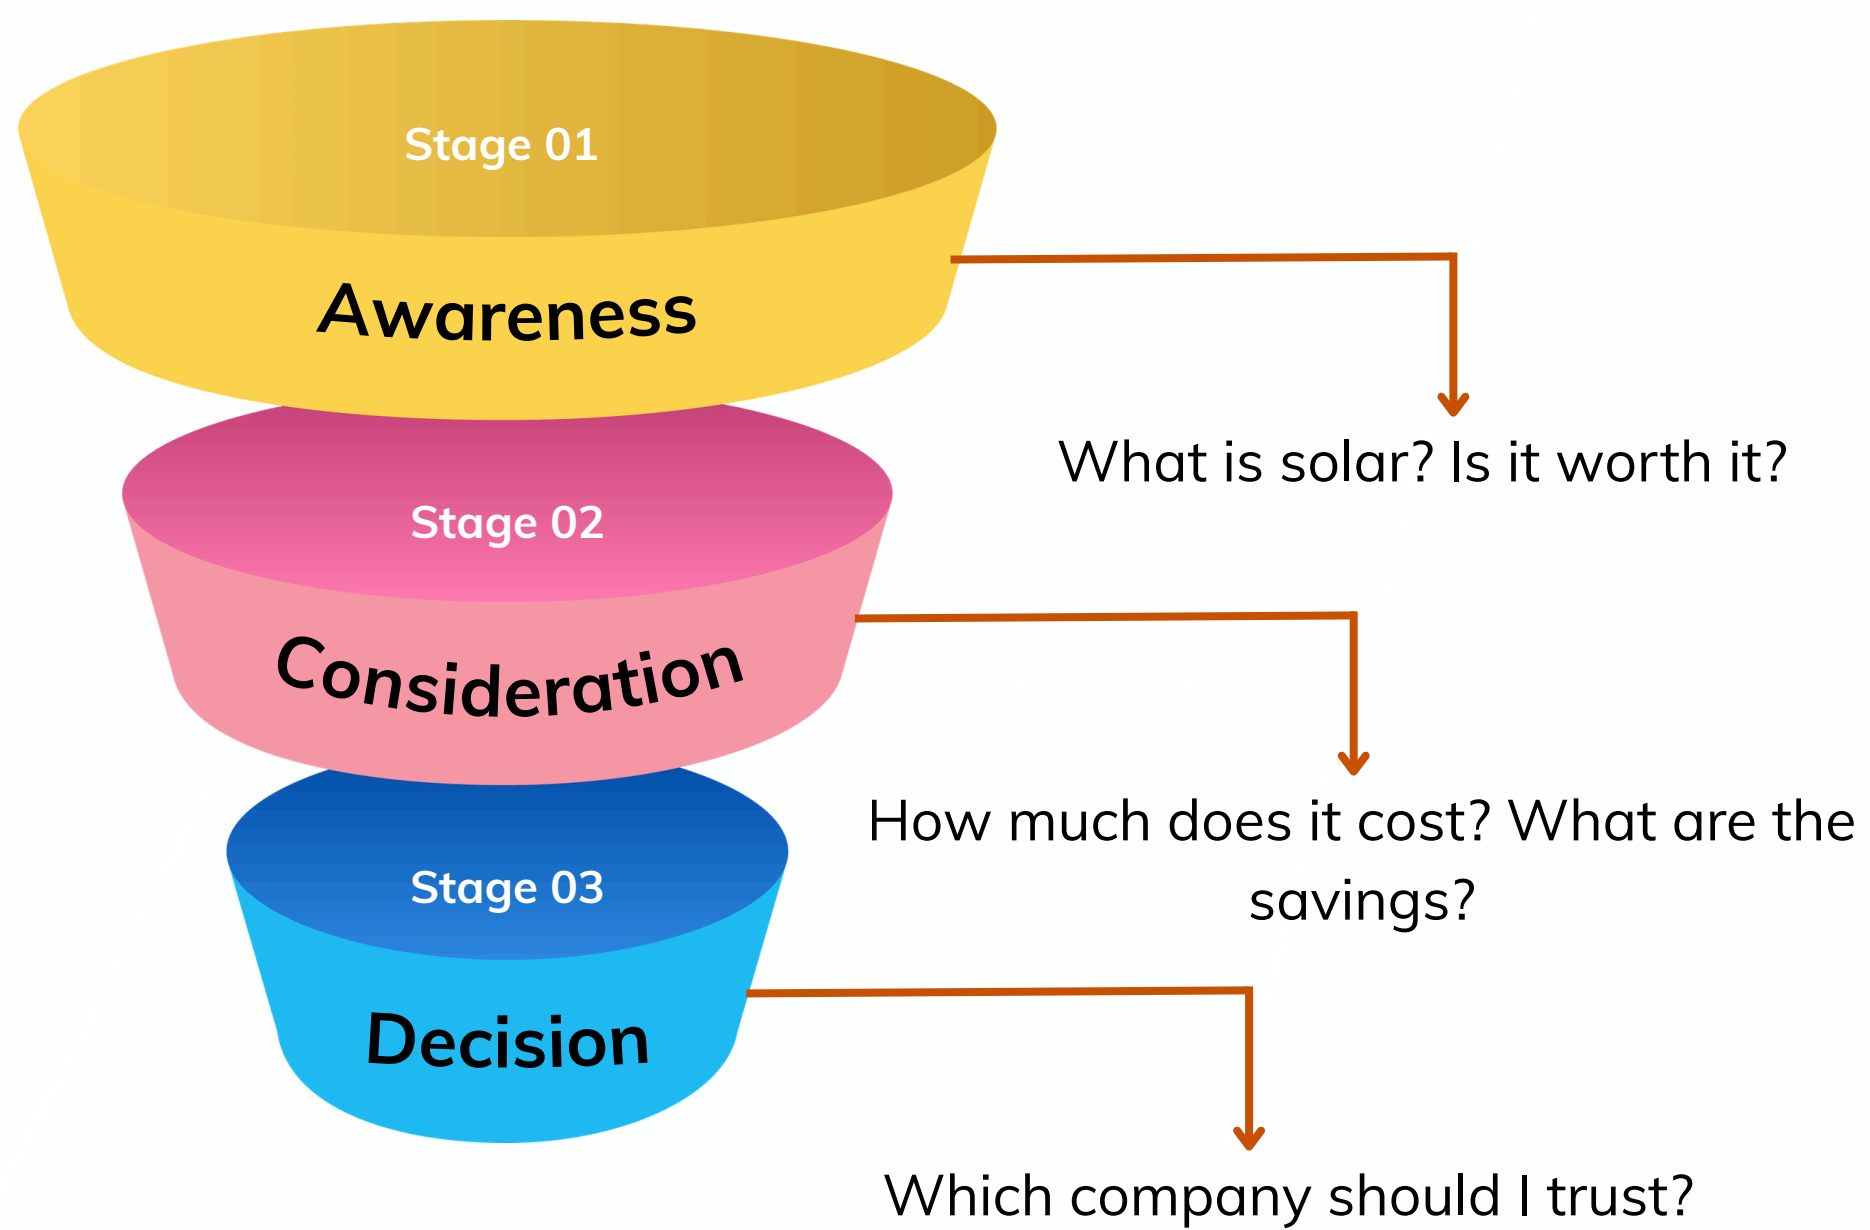 Stage 01
Awareness
What is solar? Is it worth it?
Stage 02
Consideration
How much does it cost? What are the
savings?
Stage 03
Decision
Which company should I trust?